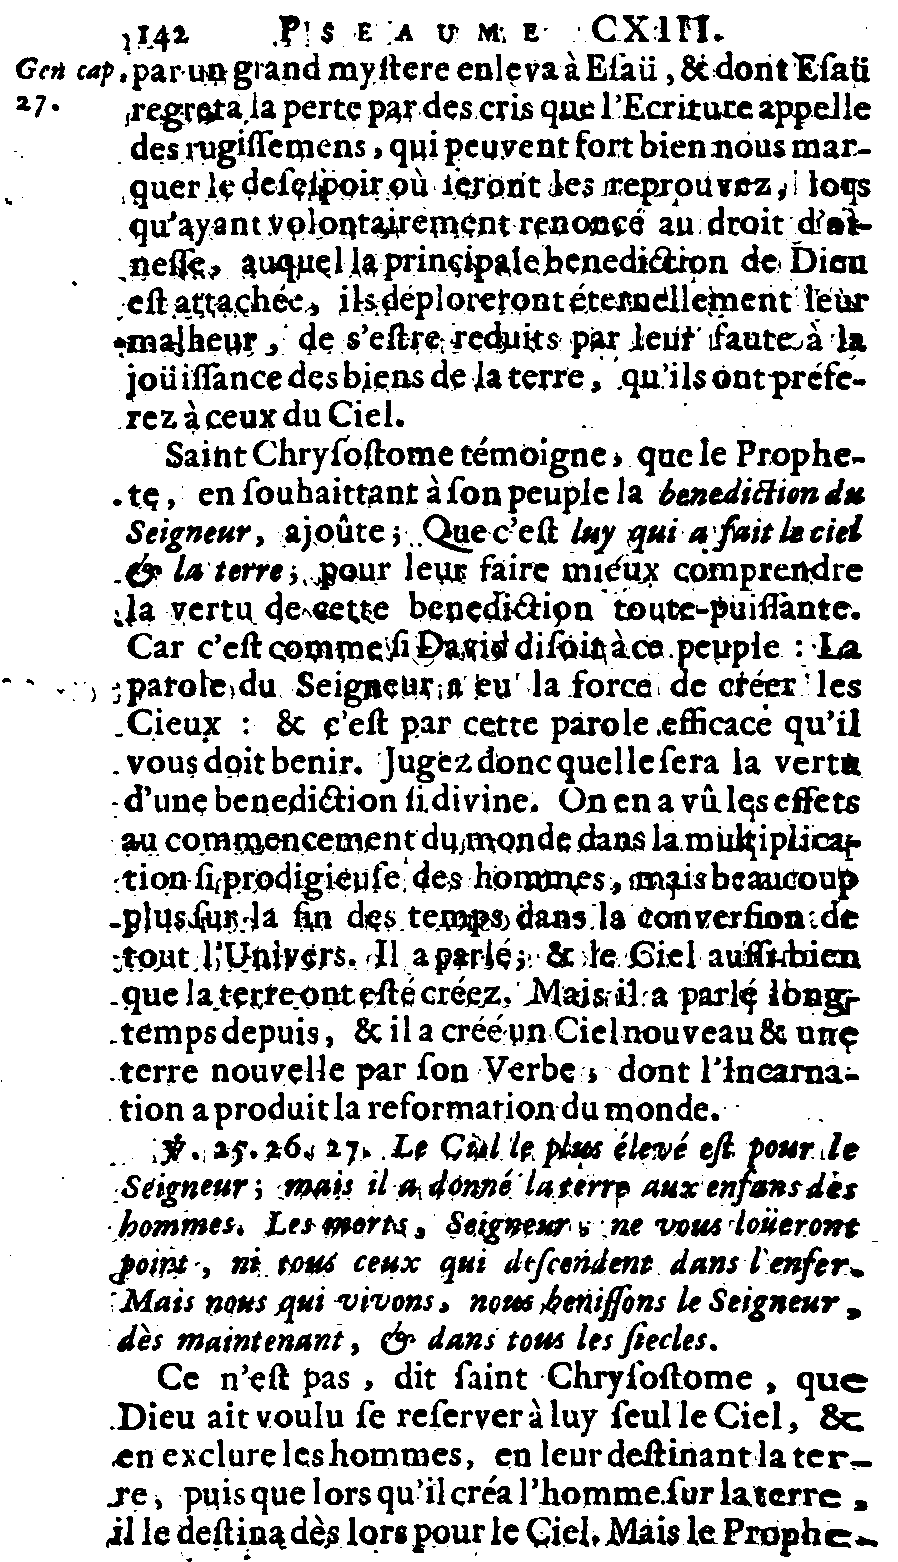 142 PSEAUME CXIII.
Gen cap. par un grand mystere enleva à Esaü, & dont Esaü
27. regreta la perte par des cris que l'Ecriture appelle
des rugissemens, qui peuvent fort bien nous mar-
quer le desespoir où seront les reprouvez, lors
qu'ayant volontairement renoncé au droit d'aî-
nesse, auquel la principale benediction de Dieu
est attachée, ils déploreront éternellement leur
malheur, de s'estre reduits par leur faute à la
joüissance des biens de la terre, qu'ils ont préfe-
rez à ceux du Ciel.
Saint Chrysostome témoigne, que le Prophe-
te, en souhaittant à son peuple la benediction du
Seigneur, ajoûte; Que c'est luy qui a fait le ciel
& la terre; pour leur faire mieux comprendre
la vertu de cette benediction toute-puissante.
Car c'est comme si David disoit à ce peuple : La
parole du Seigneur a eu la force de créer les
Cieux : & c'est par cette parole efficace qu'il
vous doit benir. Jugez donc quelle sera la vertu
d'une benediction si divine. On en a vû les effets
au commencement du monde dans la multiplica-
tion si prodigieuse des hommes, mais beaucoup
plus sur la fin des temps dans la conversion de
tout l'Univers. Il a parlé; & le Ciel aussi-bien
que la terre ont esté créez. Mais il a parlé long-
temps depuis, & il a créé un Ciel nouveau & une
terre nouvelle par son Verbe, dont l'Incarna-
tion a produit la reformation du monde.
℣. 25. 26. 27. Le Ciel le plus élevé est pour le
Seigneur; mais il a donné la terre aux enfans des
hommes. Les morts, Seigneur, ne vous loüeront
point, ni tous ceux qui descendent dans l'enfer.
Mais nous qui vivons, nous benissons le Seigneur,
dès maintenant, & dans tous les siecles.
Ce n'est pas, dit saint Chrysostome, que
Dieu ait voulu se reserver à luy seul le Ciel, &
en exclure les hommes, en leur destinant la ter-
re, puis que lors qu'il créa l'homme sur la terre,
il le destina dès lors pour le Ciel. Mais le Prophe-